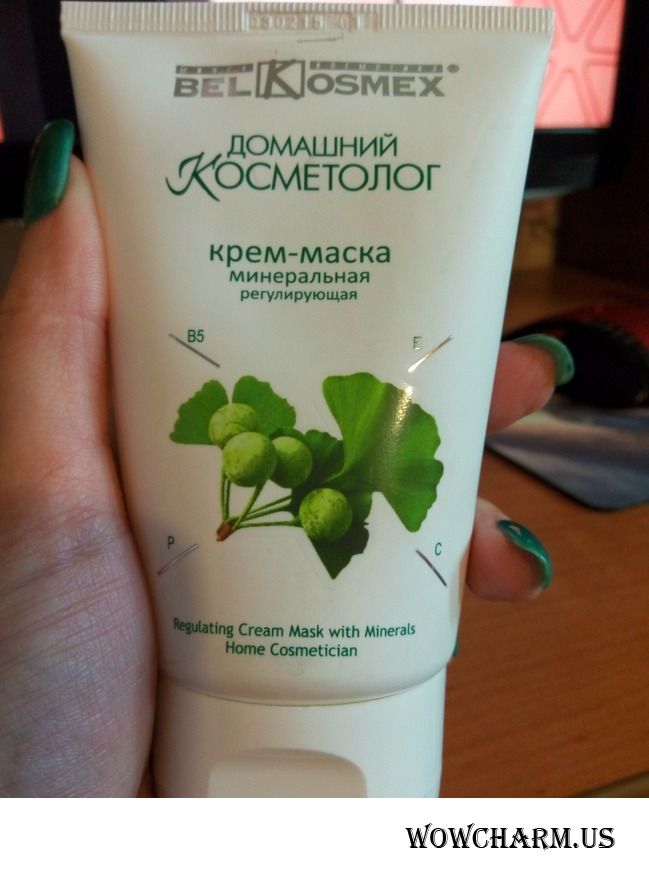 BELKOSMEX®
ДОМАШНИЙ
КОСМЕТОЛОГ
крем-маска
минеральная
регулирующая
B5
E
P
C
Regulating Cream Mask with Minerals
Home Cosmetician
WOWCHARM.US